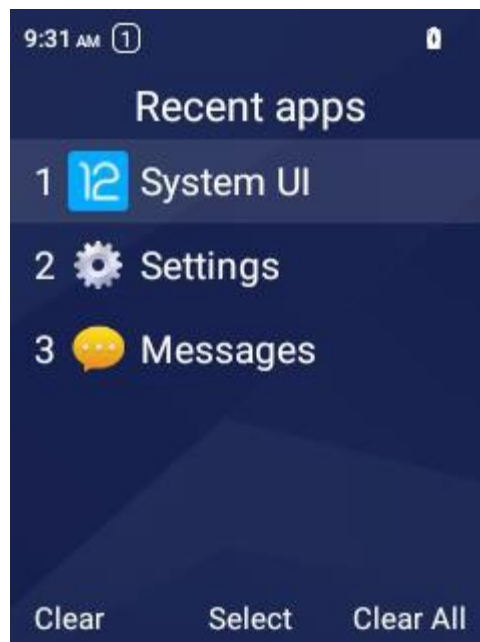 9:31 AM 1
Recent apps
1 12 System UI
2 Settings
3 Messages
Clear Select Clear All